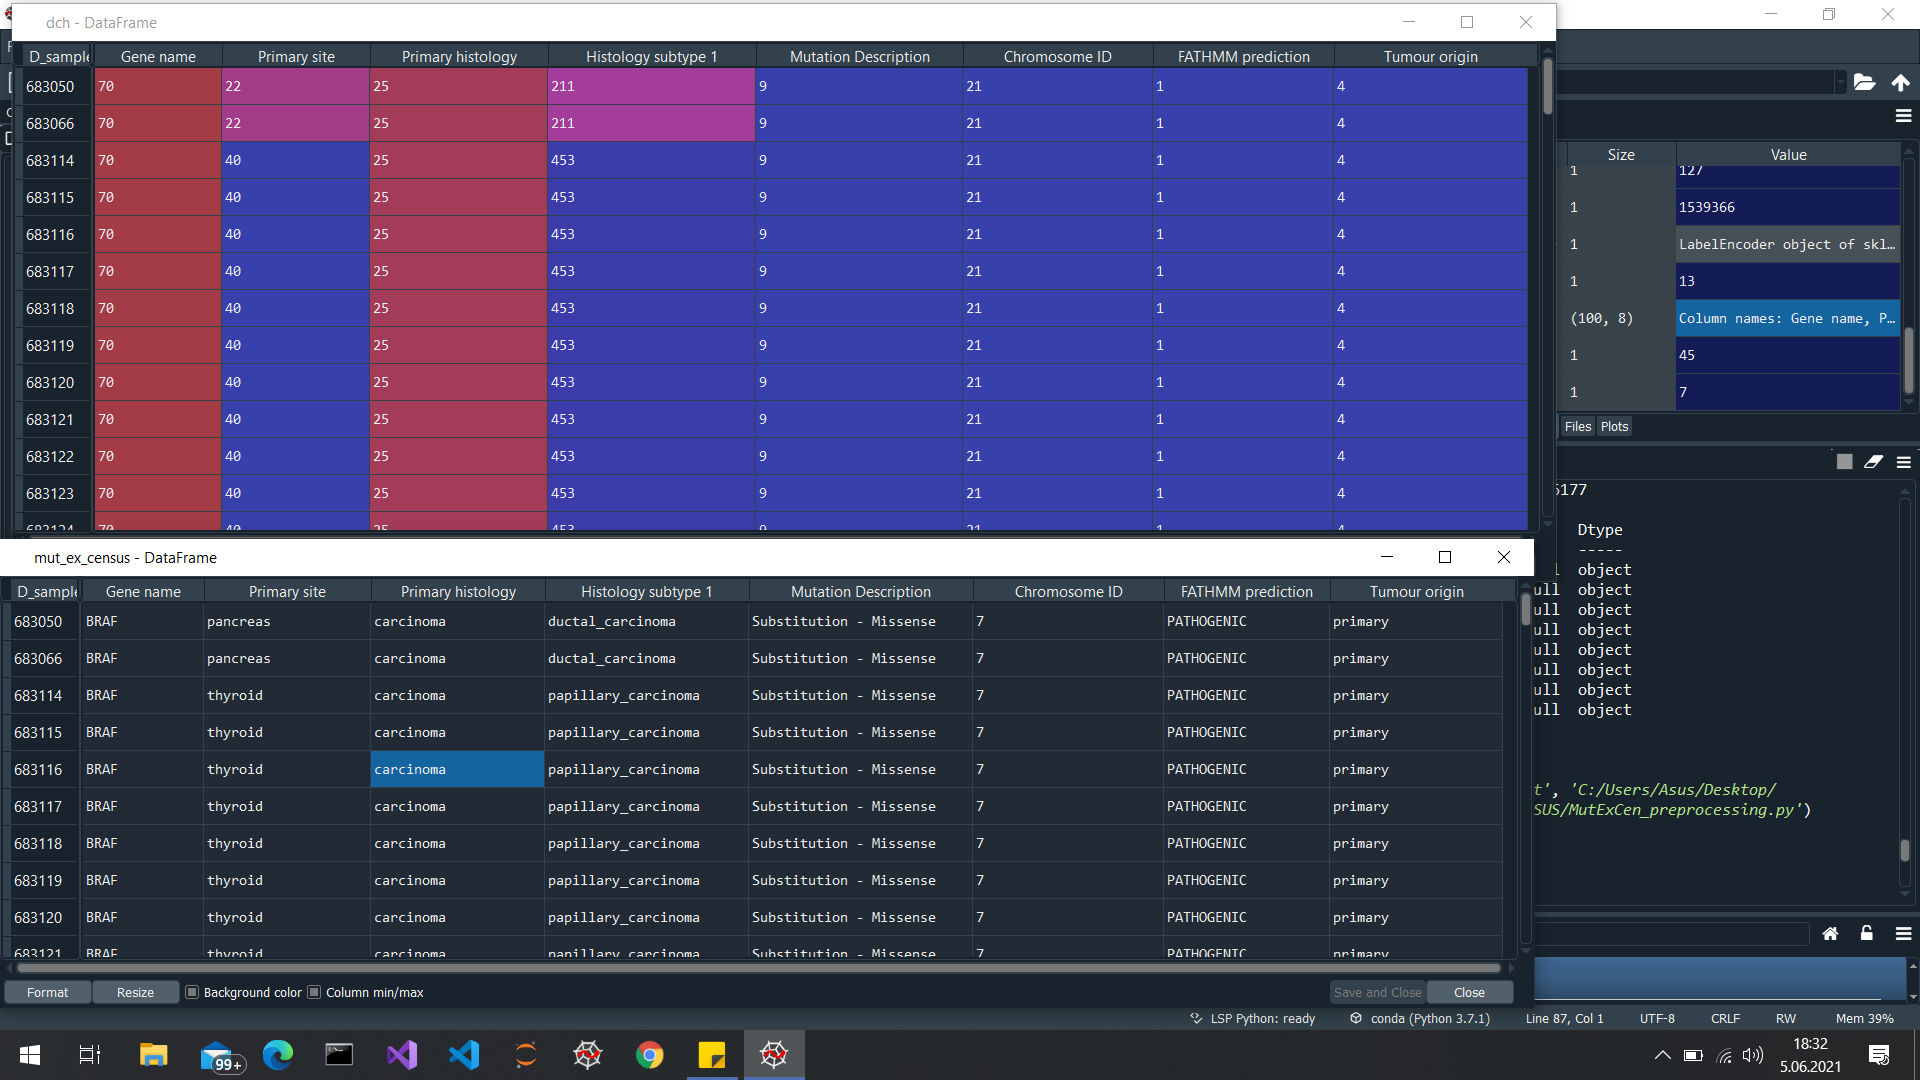 dch - DataFrame
D_sample Gene name Primary site Primary histology Histology subtype 1 Mutation Description Chromosome ID FATHMM prediction Tumour origin
683050 70 22 25 211 9 21 1 4
683066 70 22 25 211 9 21 1 4
683114 70 40 25 453 9 21 1 4
683115 70 40 25 453 9 21 1 4
683116 70 40 25 453 9 21 1 4
683117 70 40 25 453 9 21 1 4
683118 70 40 25 453 9 21 1 4
683119 70 40 25 453 9 21 1 4
683120 70 40 25 453 9 21 1 4
683121 70 40 25 453 9 21 1 4
683122 70 40 25 453 9 21 1 4
683123 70 40 25 453 9 21 1 4
683124 70 40 25 453 9 21 1 4
Size Value
1 127
1 1539366
1 LabelEncoder object of skl…
1 13
(100, 8) Column names: Gene name, P…
1 45
1 7
Files Plots
5177
Dtype
-----
object
ull object
ull object
ull object
ull object
ull object
ull object
ull object
t', 'C:/Users/Asus/Desktop/
SUS/MutExCen_preprocessing.py')
mut_ex_census - DataFrame
D_sample Gene name Primary site Primary histology Histology subtype 1 Mutation Description Chromosome ID FATHMM prediction Tumour origin
683050 BRAF pancreas carcinoma ductal_carcinoma Substitution - Missense 7 PATHOGENIC primary
683066 BRAF pancreas carcinoma ductal_carcinoma Substitution - Missense 7 PATHOGENIC primary
683114 BRAF thyroid carcinoma papillary_carcinoma Substitution - Missense 7 PATHOGENIC primary
683115 BRAF thyroid carcinoma papillary_carcinoma Substitution - Missense 7 PATHOGENIC primary
683116 BRAF thyroid carcinoma papillary_carcinoma Substitution - Missense 7 PATHOGENIC primary
683117 BRAF thyroid carcinoma papillary_carcinoma Substitution - Missense 7 PATHOGENIC primary
683118 BRAF thyroid carcinoma papillary_carcinoma Substitution - Missense 7 PATHOGENIC primary
683119 BRAF thyroid carcinoma papillary_carcinoma Substitution - Missense 7 PATHOGENIC primary
683120 BRAF thyroid carcinoma papillary_carcinoma Substitution - Missense 7 PATHOGENIC primary
683121 BRAF thyroid carcinoma papillary_carcinoma Substitution - Missense 7 PATHOGENIC primary
Format Resize Background color Column min/max Save and Close Close
LSP Python: ready conda (Python 3.7.1) Line 87, Col 1 UTF-8 CRLF RW Mem 39%
99+
18:32
5.06.2021